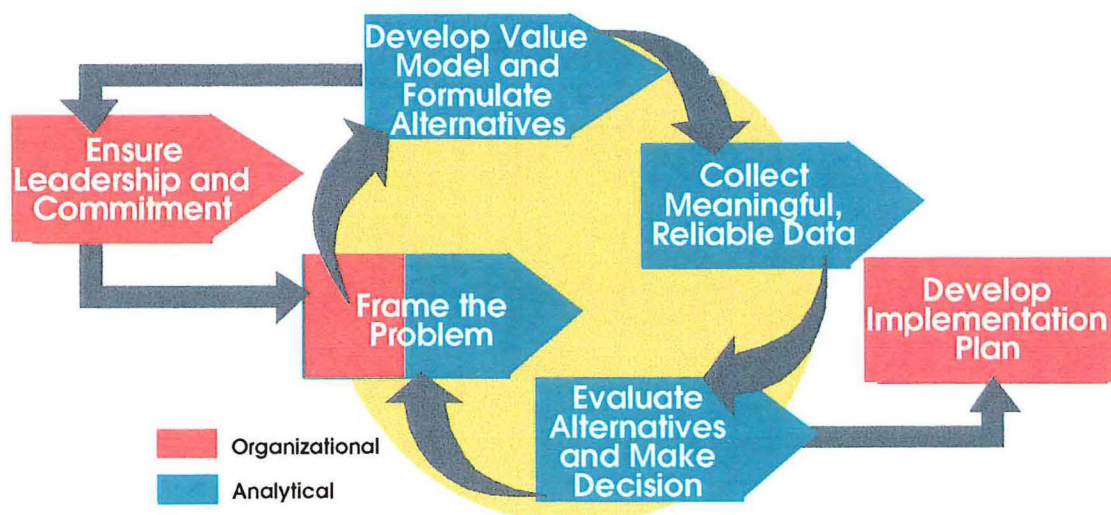 Develop Value
Model and
Formulate
Alternatives
Ensure
Leadership and
Commitment
Collect
Meaningful,
Reliable Data
Frame the
Problem
Develop
Implementation
Plan
Evaluate
Alternatives
and Make
Decision
Organizational
Analytical